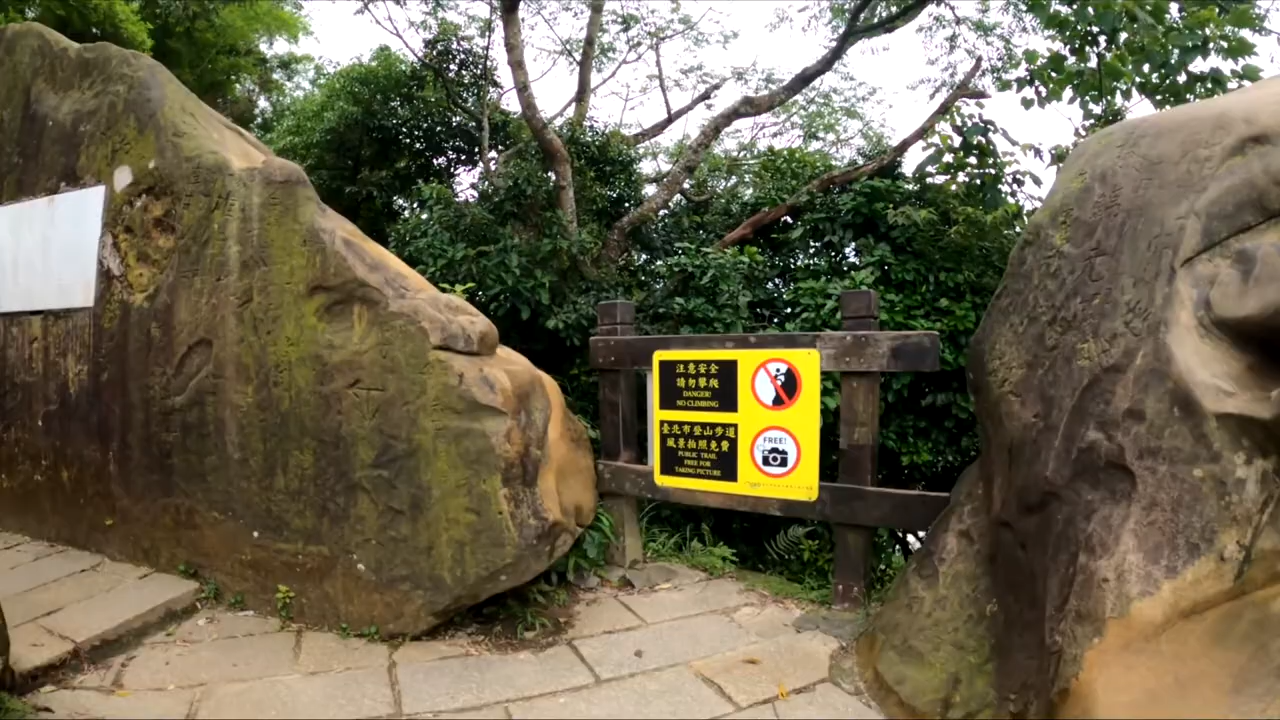 注意安全
請勿攀爬
DANGER!
NO CLIMBING
臺北市登山步道
風景拍照免費
PUBLIC TRAIL
FREE FOR
TAKING PICTURE
FREE!